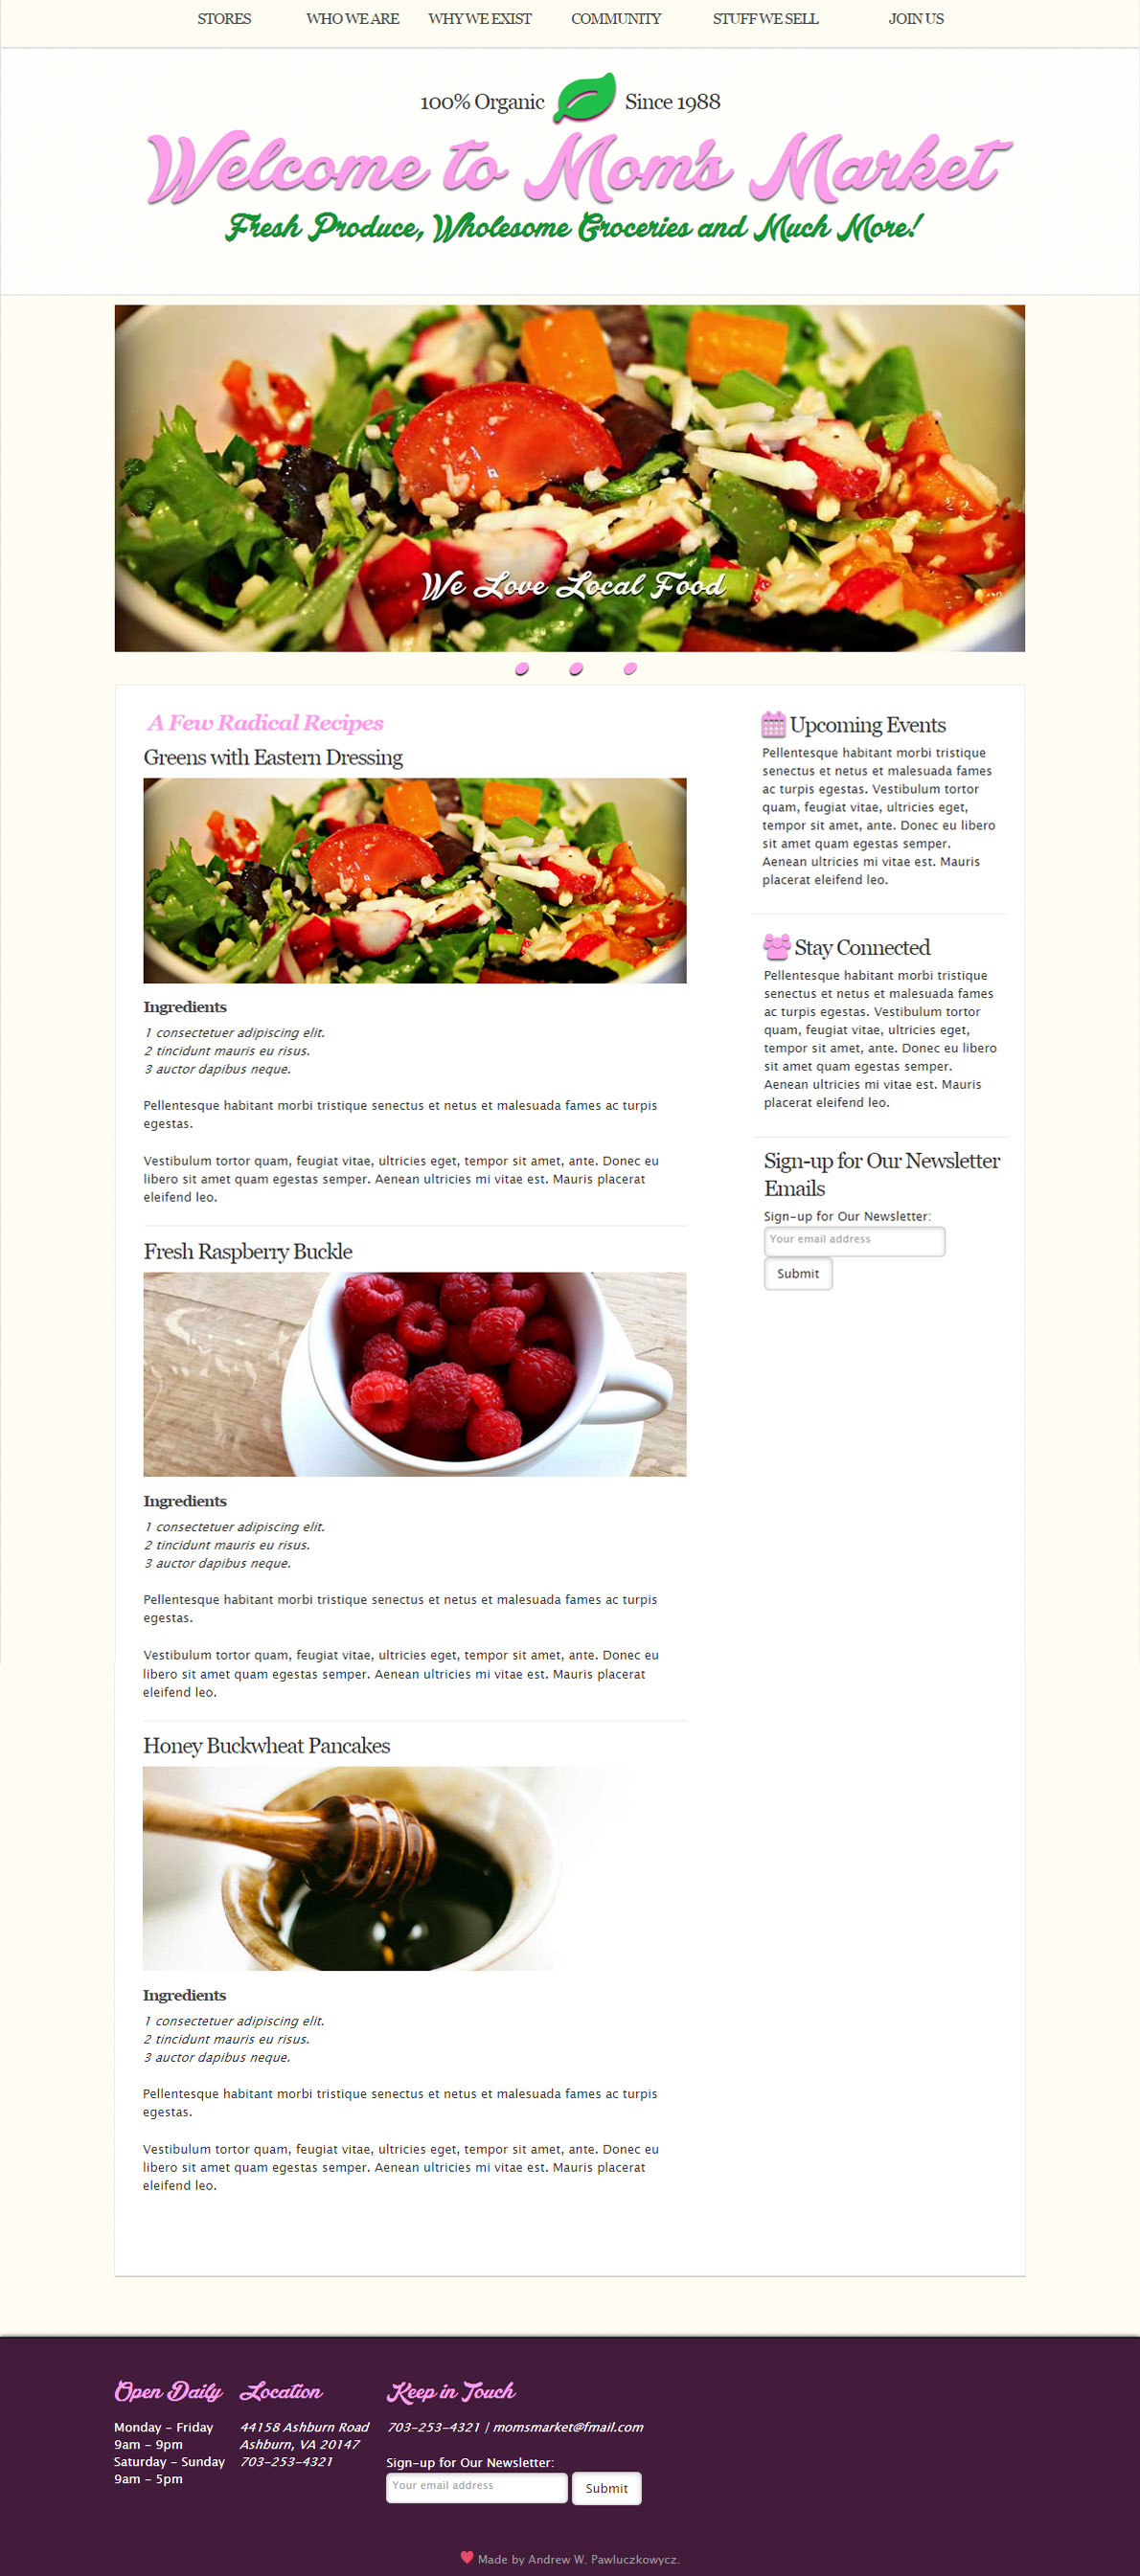 STORES WHO WE ARE WHY WE EXIST COMMUNITY STUFF WE SELL JOIN US
100% Organic Since 1988
Welcome to Mom's Market
Fresh Produce, Wholesome Groceries and Much More!
We Love Local Food
A Few Radical Recipes
Greens with Eastern Dressing
Ingredients
1 consectetuer adipiscing elit.
2 tincidunt mauris eu risus.
3 auctor dapibus neque.
Pellentesque habitant morbi tristique senectus et netus et malesuada fames ac turpis
egestas.
Vestibulum tortor quam, feugiat vitae, ultricies eget, tempor sit amet, ante. Donec eu
libero sit amet quam egestas semper. Aenean ultricies mi vitae est. Mauris placerat
eleifend leo.
Fresh Raspberry Buckle
Ingredients
1 consectetuer adipiscing elit.
2 tincidunt mauris eu risus.
3 auctor dapibus neque.
Pellentesque habitant morbi tristique senectus et netus et malesuada fames ac turpis
egestas.
Vestibulum tortor quam, feugiat vitae, ultricies eget, tempor sit amet, ante. Donec eu
libero sit amet quam egestas semper. Aenean ultricies mi vitae est. Mauris placerat
eleifend leo.
Honey Buckwheat Pancakes
Ingredients
1 consectetuer adipiscing elit.
2 tincidunt mauris eu risus.
3 auctor dapibus neque.
Pellentesque habitant morbi tristique senectus et netus et malesuada fames ac turpis
egestas.
Vestibulum tortor quam, feugiat vitae, ultricies eget, tempor sit amet, ante. Donec eu
libero sit amet quam egestas semper. Aenean ultricies mi vitae est. Mauris placerat
eleifend leo.
Upcoming Events
Pellentesque habitant morbi tristique
senectus et netus et malesuada fames
ac turpis egestas. Vestibulum tortor
quam, feugiat vitae, ultricies eget,
tempor sit amet, ante. Donec eu libero
sit amet quam egestas semper.
Aenean ultricies mi vitae est. Mauris
placerat eleifend leo.
Stay Connected
Pellentesque habitant morbi tristique
senectus et netus et malesuada fames
ac turpis egestas. Vestibulum tortor
quam, feugiat vitae, ultricies eget,
tempor sit amet, ante. Donec eu libero
sit amet quam egestas semper.
Aenean ultricies mi vitae est. Mauris
placerat eleifend leo.
Sign-up for Our Newsletter
Emails
Sign-up for Our Newsletter:
Your email address
Submit
Open Daily
Monday - Friday
9am - 9pm
Saturday - Sunday
9am - 5pm
Location
44158 Ashburn Road
Ashburn, VA 20147
703-253-4321
Keep in Touch
703-253-4321 | momsmarket@fmail.com
Sign-up for Our Newsletter:
Your email address Submit
Made by Andrew W. Pawluczkowycz.